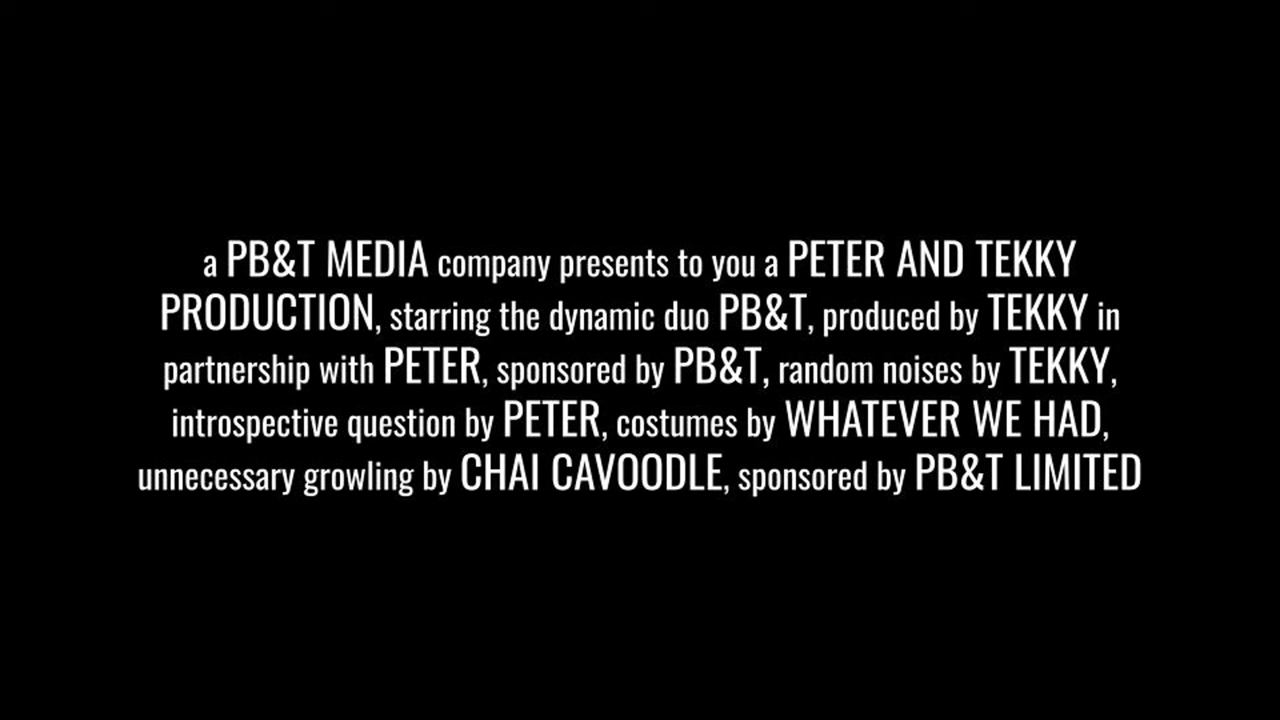 a PB&T MEDIA company presents to you a PETER AND TEKKY
PRODUCTION, starring the dynamic duo PB&T, produced by TEKKY in
partnership with PETER, sponsored by PB&T, random noises by TEKKY,
introspective question by PETER, costumes by WHATEVER WE HAD,
unnecessary growling by CHAI CAVOODLE, sponsored by PB&T LIMITED